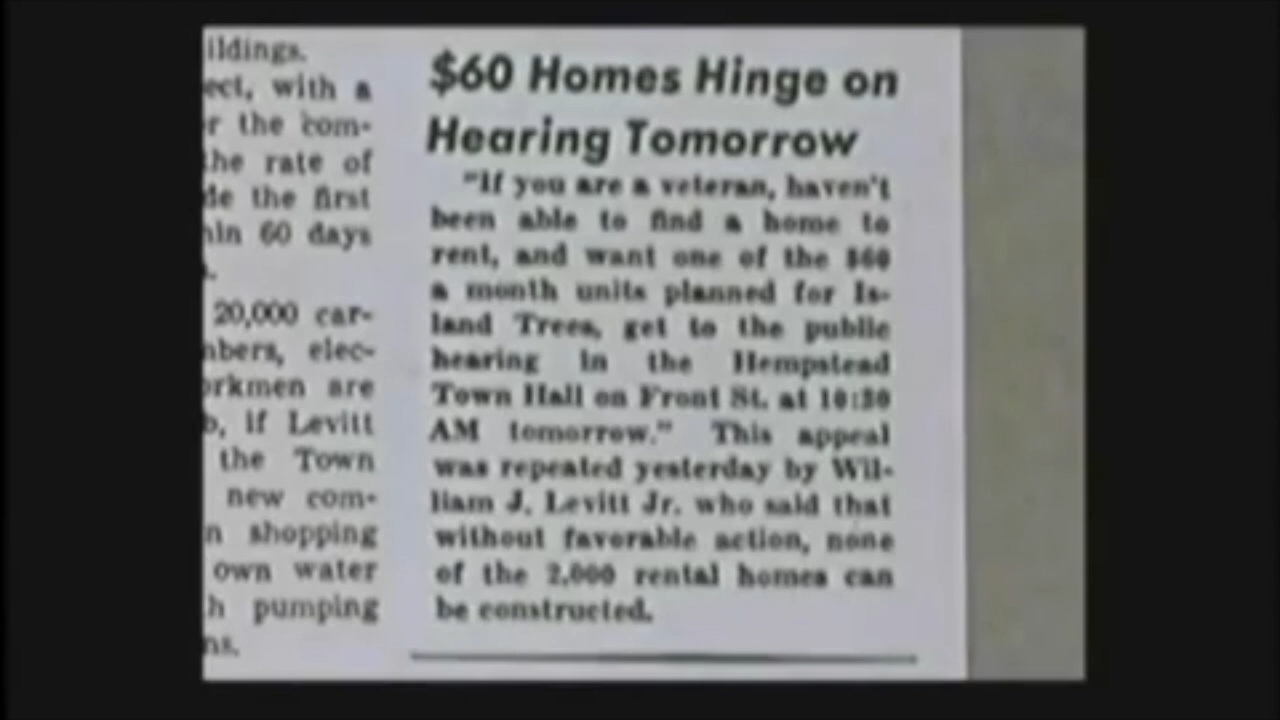 ildings.
ect, with a
r the com-
he rate of
de the first
hin 60 days
20,000 car-
bers, elec-
orkmen are
b, if Levitt
the Town
new com-
n shopping
own water
h pumping
ns.
$60 Homes Hinge on
Hearing Tomorrow
"If you are a veteran, haven't
been able to find a home to
rent, and want one of the $60
a month units planned for Is-
land Trees, get to the public
hearing in the Hempstead
Town Hall on Front St. at 10:30
AM tomorrow." This appeal
was repeated yesterday by Wil-
liam J. Levitt Jr. who said that
without favorable action, none
of the 2,000 rental homes can
be constructed.